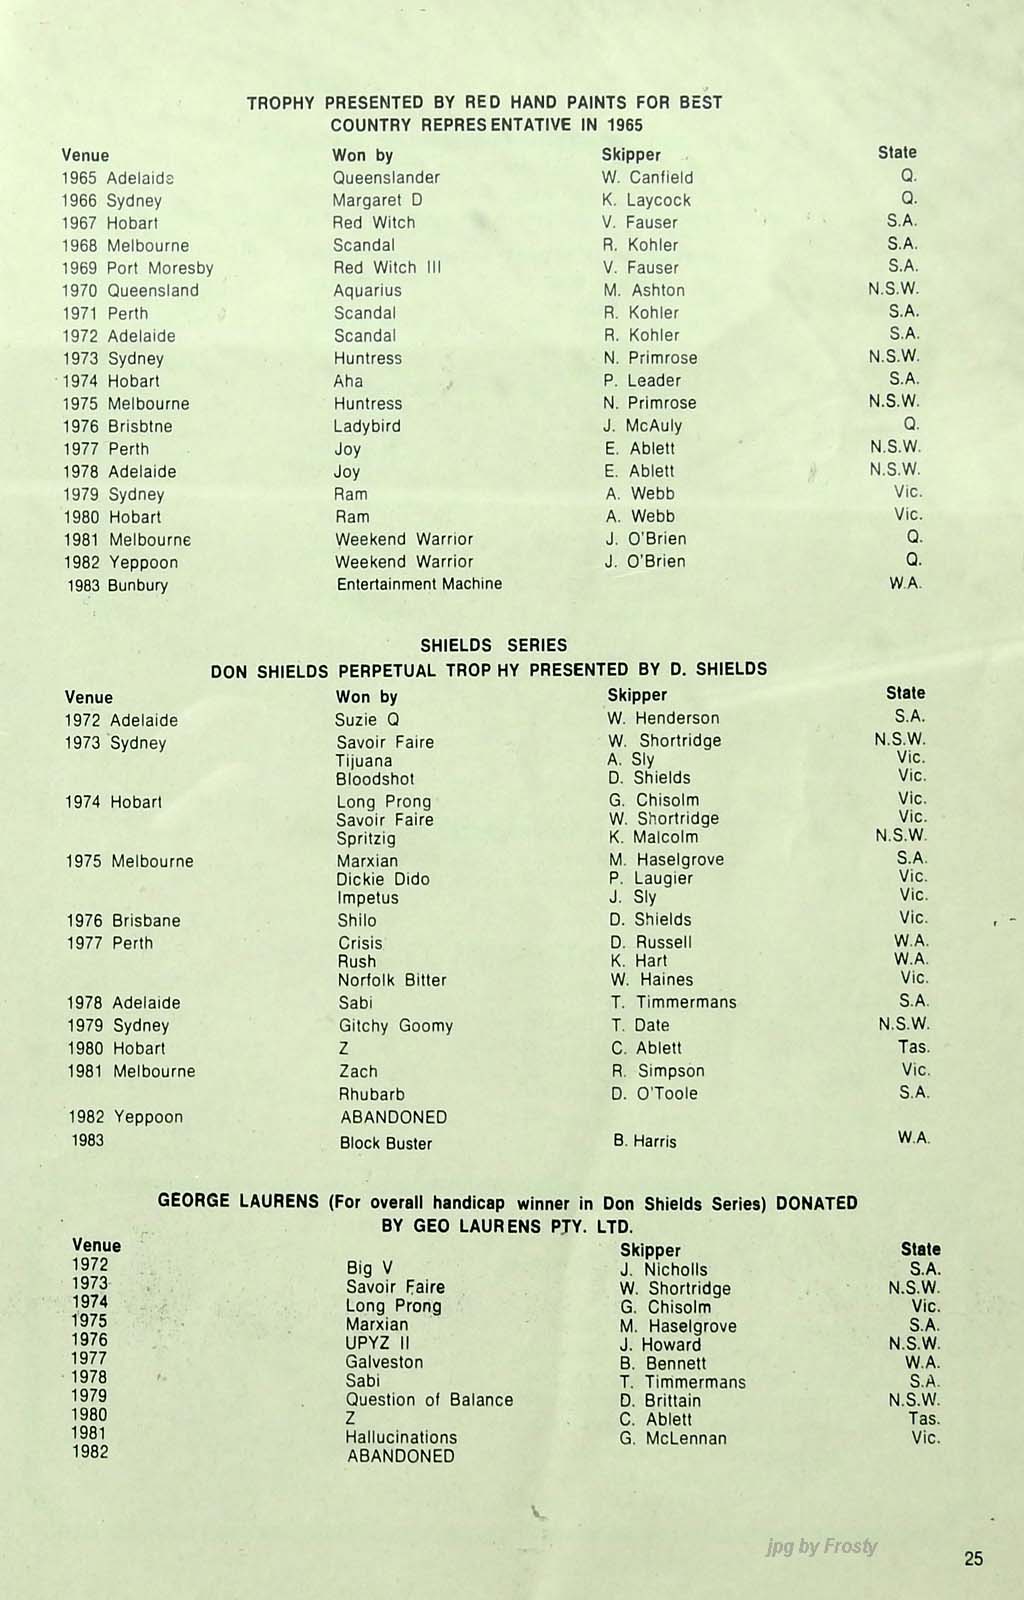 TROPHY PRESENTED BY RED HAND PAINTS FOR BEST
COUNTRY REPRESENTATIVE IN 1965
Venue Won by Skipper State
1965 Adelaide Queenslander W. Canfield Q.
1966 Sydney Margaret D K. Laycock Q.
1967 Hobart Red Witch V. Fauser S.A.
1968 Melbourne Scandal R. Kohler S.A.
1969 Port Moresby Red Witch III V. Fauser S.A.
1970 Queensland Aquarius M. Ashton N.S.W.
1971 Perth Scandal R. Kohler S.A.
1972 Adelaide Scandal R. Kohler S.A.
1973 Sydney Huntress N. Primrose N.S.W.
1974 Hobart Aha P. Leader S.A.
1975 Melbourne Huntress N. Primrose N.S.W.
1976 Brisbtne Ladybird J. McAuly Q.
1977 Perth Joy E. Ablett N.S.W.
1978 Adelaide Joy E. Ablett N.S.W.
1979 Sydney Ram A. Webb Vic.
1980 Hobart Ram A. Webb Vic.
1981 Melbourne Weekend Warrior J. O'Brien Q.
1982 Yeppoon Weekend Warrior J. O'Brien Q.
1983 Bunbury Entertainment Machine W.A.
SHIELDS SERIES
DON SHIELDS PERPETUAL TROP HY PRESENTED BY D. SHIELDS
Venue Won by Skipper State
1972 Adelaide Suzie Q W. Henderson S.A.
1973 Sydney Savoir Faire W. Shortridge N.S.W.
Tijuana A. Sly Vic.
Bloodshot D. Shields Vic.
1974 Hobart Long Prong G. Chisolm Vic.
Savoir Faire W. Shortridge Vic.
Spritzig K. Malcolm N.S.W.
1975 Melbourne Marxian M. Haselgrove S.A.
Dickie Dido P. Laugier Vic.
Impetus J. Sly Vic.
1976 Brisbane Shilo D. Shields Vic.
1977 Perth Crisis D. Russell W.A.
Rush K. Hart W.A.
Norfolk Bitter W. Haines Vic.
1978 Adelaide Sabi T. Timmermans S.A.
1979 Sydney Gitchy Goomy T. Date N.S.W.
1980 Hobart Z C. Ablett Tas.
1981 Melbourne Zach R. Simpson Vic.
Rhubarb D. O'Toole S.A.
1982 Yeppoon ABANDONED
1983 Block Buster B. Harris W.A.
GEORGE LAURENS (For overall handicap winner in Don Shields Series) DONATED
BY GEO LAURENS PTY. LTD.
Venue Skipper State
1972 Big V J. Nicholls S.A.
1973 Savoir Faire W. Shortridge N.S.W.
1974 Long Prong G. Chisolm Vic.
1975 Marxian M. Haselgrove S.A.
1976 UPYZ II J. Howard N.S.W.
1977 Galveston B. Bennett W.A.
1978 Sabi T. Timmermans S.A.
1979 Question of Balance D. Brittain N.S.W.
1980 Z C. Ablett Tas.
1981 Hallucinations G. McLennan Vic.
1982 ABANDONED
jpg by Frosty
25